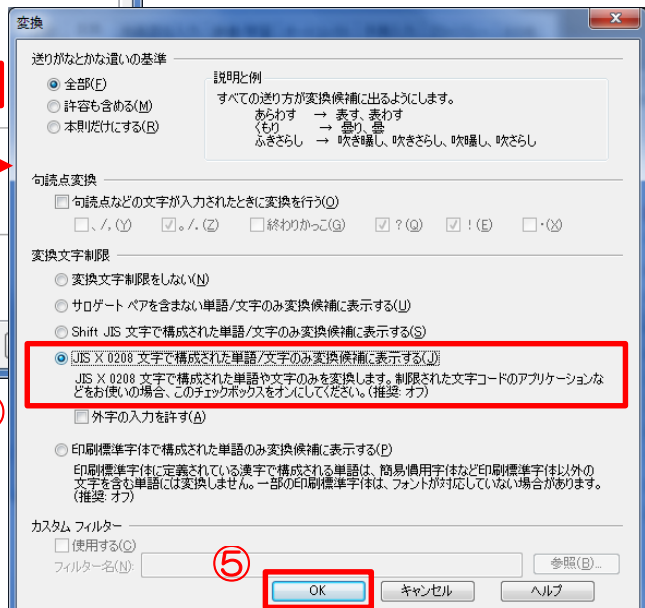 変換
送りがなとかな遣いの基準
全部(F)
許容も含める(M)
本則だけにする(R)
説明と例
すべての送り方が変換候補に出るようにします。
あらわす → 表す、表わす
くもり → 曇り、曇
ふきさらし → 吹き曝し、吹きさらし、吹曝し、吹さらし
句読点変換
句読点などの文字が入力されたときに変換を行う(O)
、/，(Y) 。/．(Z) 終わりかっこ(G) ？(Q) ！(E) ・(X)
変換文字制限
変換文字制限をしない(N)
サロゲート ペアを含まない単語/文字のみ変換候補に表示する(U)
Shift JIS 文字で構成された単語/文字のみ変換候補に表示する(S)
JIS X 0208 文字で構成された単語/文字のみ変換候補に表示する(J)
JIS X 0208 文字で構成された単語や文字のみを変換します。制限された文字コードのアプリケーションな
どをお使いの場合、このチェックボックスをオンにしてください。(推奨: オフ)
外字の入力を許す(A)
印刷標準字体で構成された単語のみ変換候補に表示する(P)
印刷標準字体に定義されている漢字で構成される単語は、簡易慣用字体など印刷標準字体以外の
文字を含む単語には変換しません。一部の印刷標準字体は、フォントが対応していない場合があります。
(推奨: オフ)
カスタム フィルター
使用する(C)
フィルター名(N):
参照(B)...
⑤
OK キャンセル ヘルプ